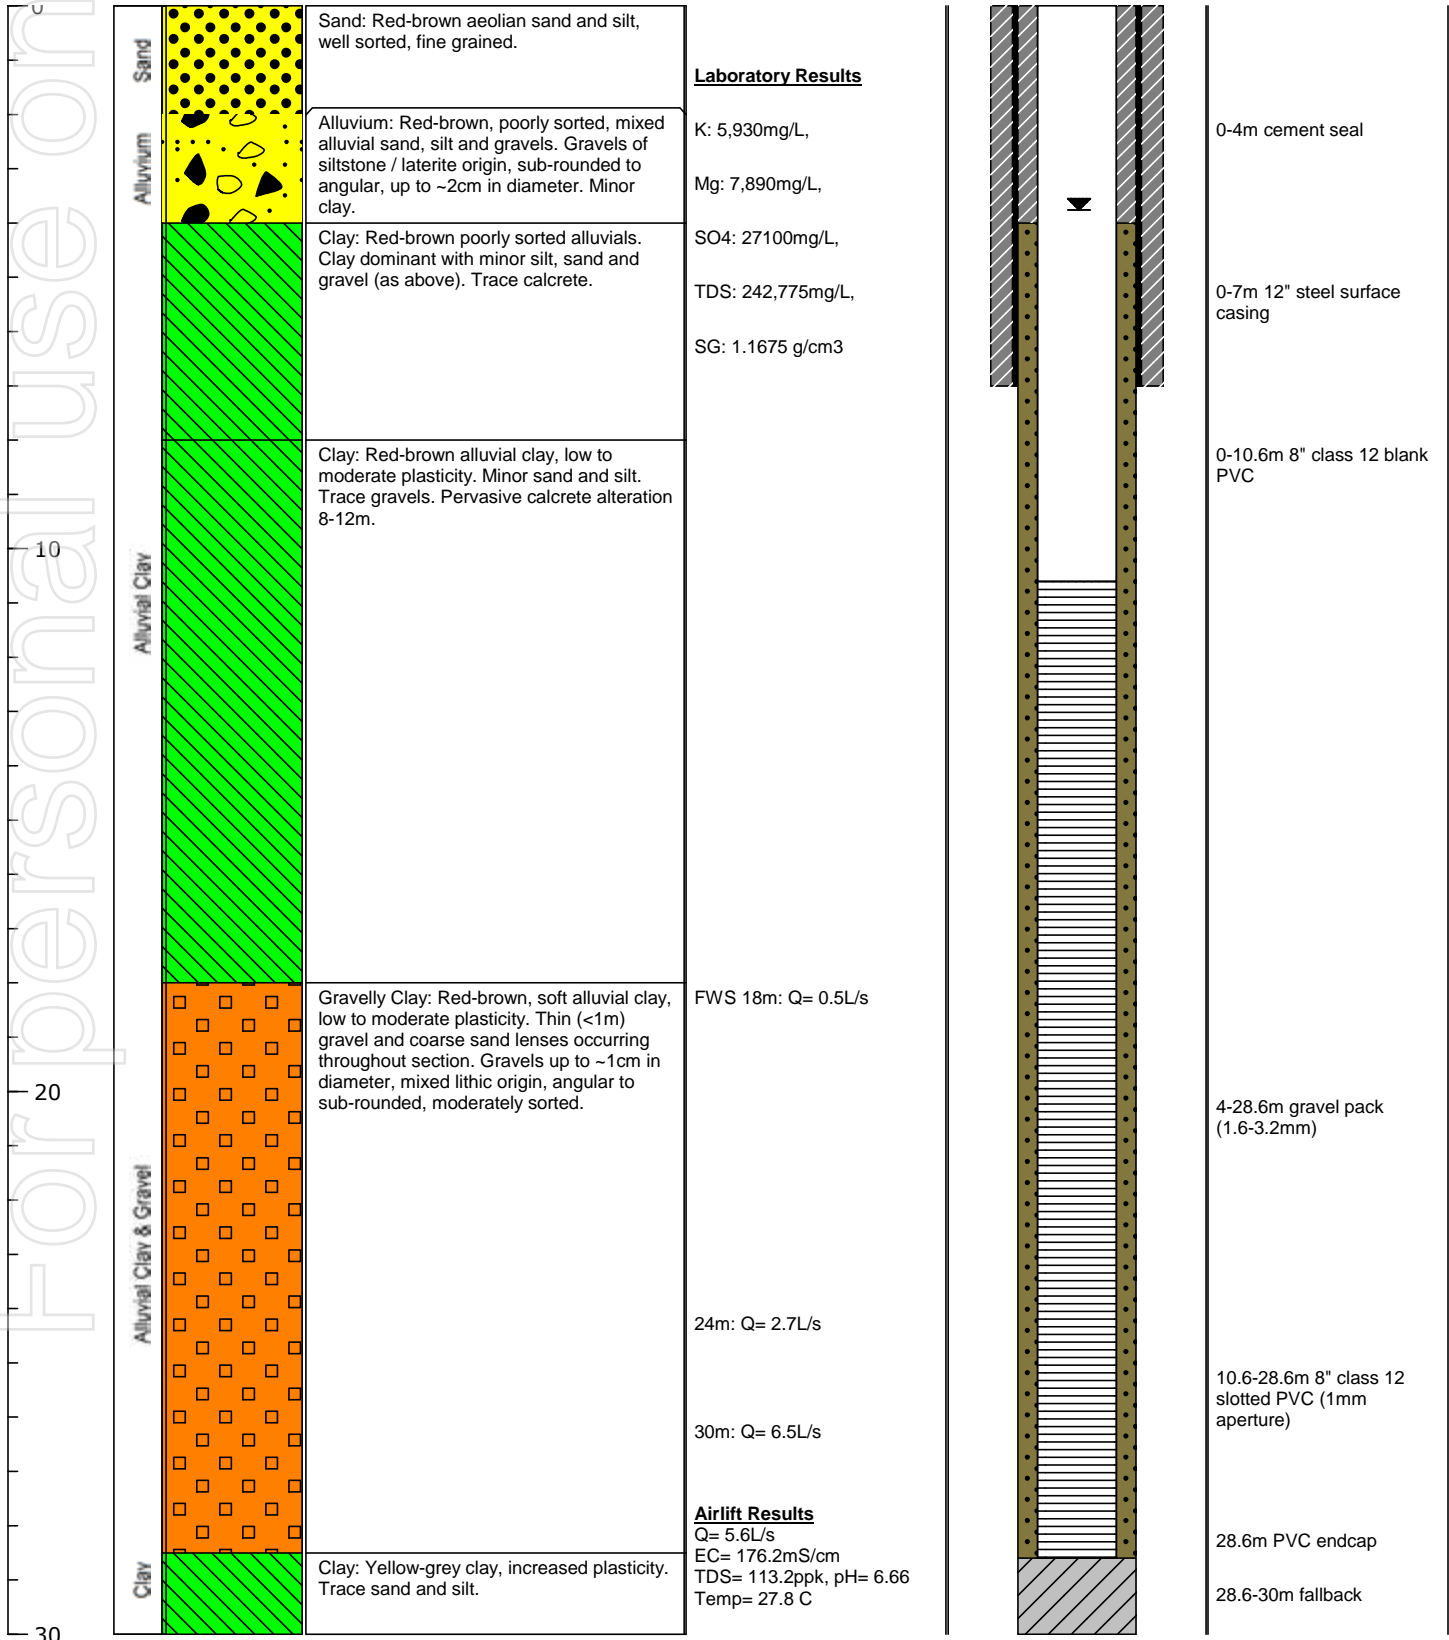 For personal use on
0
10
20
30
Sand
Alluvium
Alluvial Clay
Alluvial Clay & Gravel
Clay
Sand: Red-brown aeolian sand and silt,
well sorted, fine grained.
Alluvium: Red-brown, poorly sorted, mixed
alluvial sand, silt and gravels. Gravels of
siltstone / laterite origin, sub-rounded to
angular, up to ~2cm in diameter. Minor
clay.
Clay: Red-brown poorly sorted alluvials.
Clay dominant with minor silt, sand and
gravel (as above). Trace calcrete.
Clay: Red-brown alluvial clay, low to
moderate plasticity. Minor sand and silt.
Trace gravels. Pervasive calcrete alteration
8-12m.
Gravelly Clay: Red-brown, soft alluvial clay,
low to moderate plasticity. Thin (<1m)
gravel and coarse sand lenses occurring
throughout section. Gravels up to ~1cm in
diameter, mixed lithic origin, angular to
sub-rounded, moderately sorted.
Clay: Yellow-grey clay, increased plasticity.
Trace sand and silt.
Laboratory Results
K: 5,930mg/L,
Mg: 7,890mg/L,
SO4: 27100mg/L,
TDS: 242,775mg/L,
SG: 1.1675 g/cm3
FWS 18m: Q= 0.5L/s
24m: Q= 2.7L/s
30m: Q= 6.5L/s
Airlift Results
Q= 5.6L/s
EC= 176.2mS/cm
TDS= 113.2ppk, pH= 6.66
Temp= 27.8 C
0-4m cement seal
0-7m 12" steel surface
casing
0-10.6m 8" class 12 blank
PVC
4-28.6m gravel pack
(1.6-3.2mm)
10.6-28.6m 8" class 12
slotted PVC (1mm
aperture)
28.6m PVC endcap
28.6-30m fallback